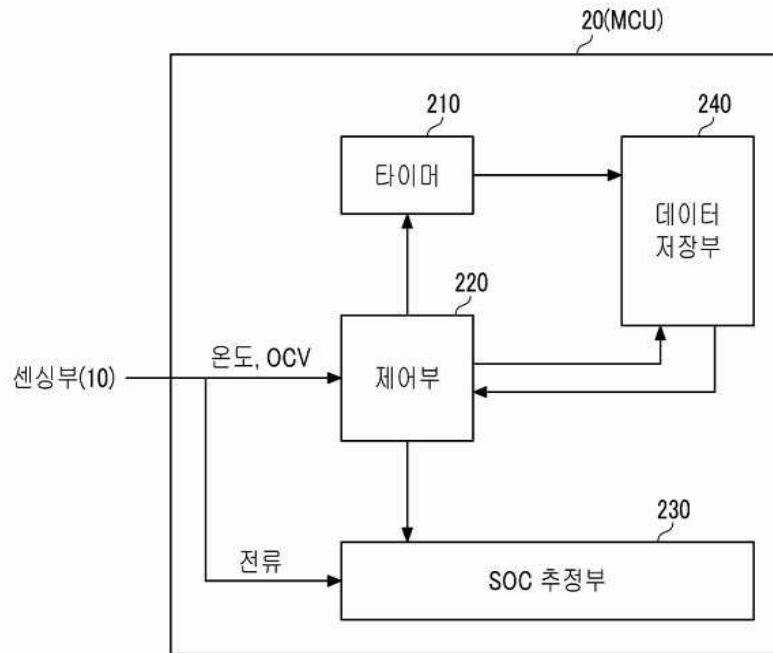 20(MCU)
210
240
타이머
데이터
저장부
220
온도, OCV
센싱부(10)
제어부
230
전류
SOC 추정부